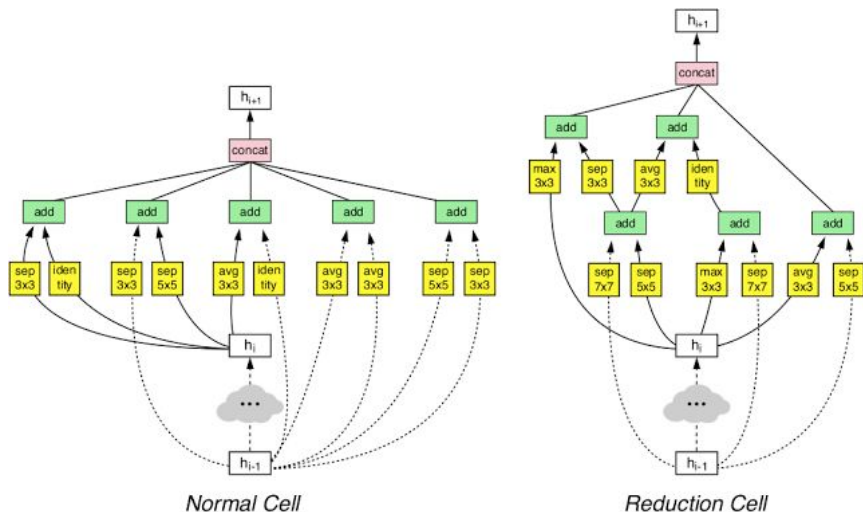 h_{i+1}
concat
add add add add add
sep 3x3 iden tity sep 3x3 sep 5x5 avg 3x3 iden tity avg 3x3 avg 3x3 sep 5x5 sep 3x3
h_i
...
h_{i-1}
Normal Cell
h_{i+1}
concat
add add
max 3x3 sep 3x3 avg 3x3 iden tity
add add add
sep 7x7 sep 5x5 max 3x3 sep 7x7 avg 3x3 sep 5x5
h_i
...
h_{i-1}
Reduction Cell